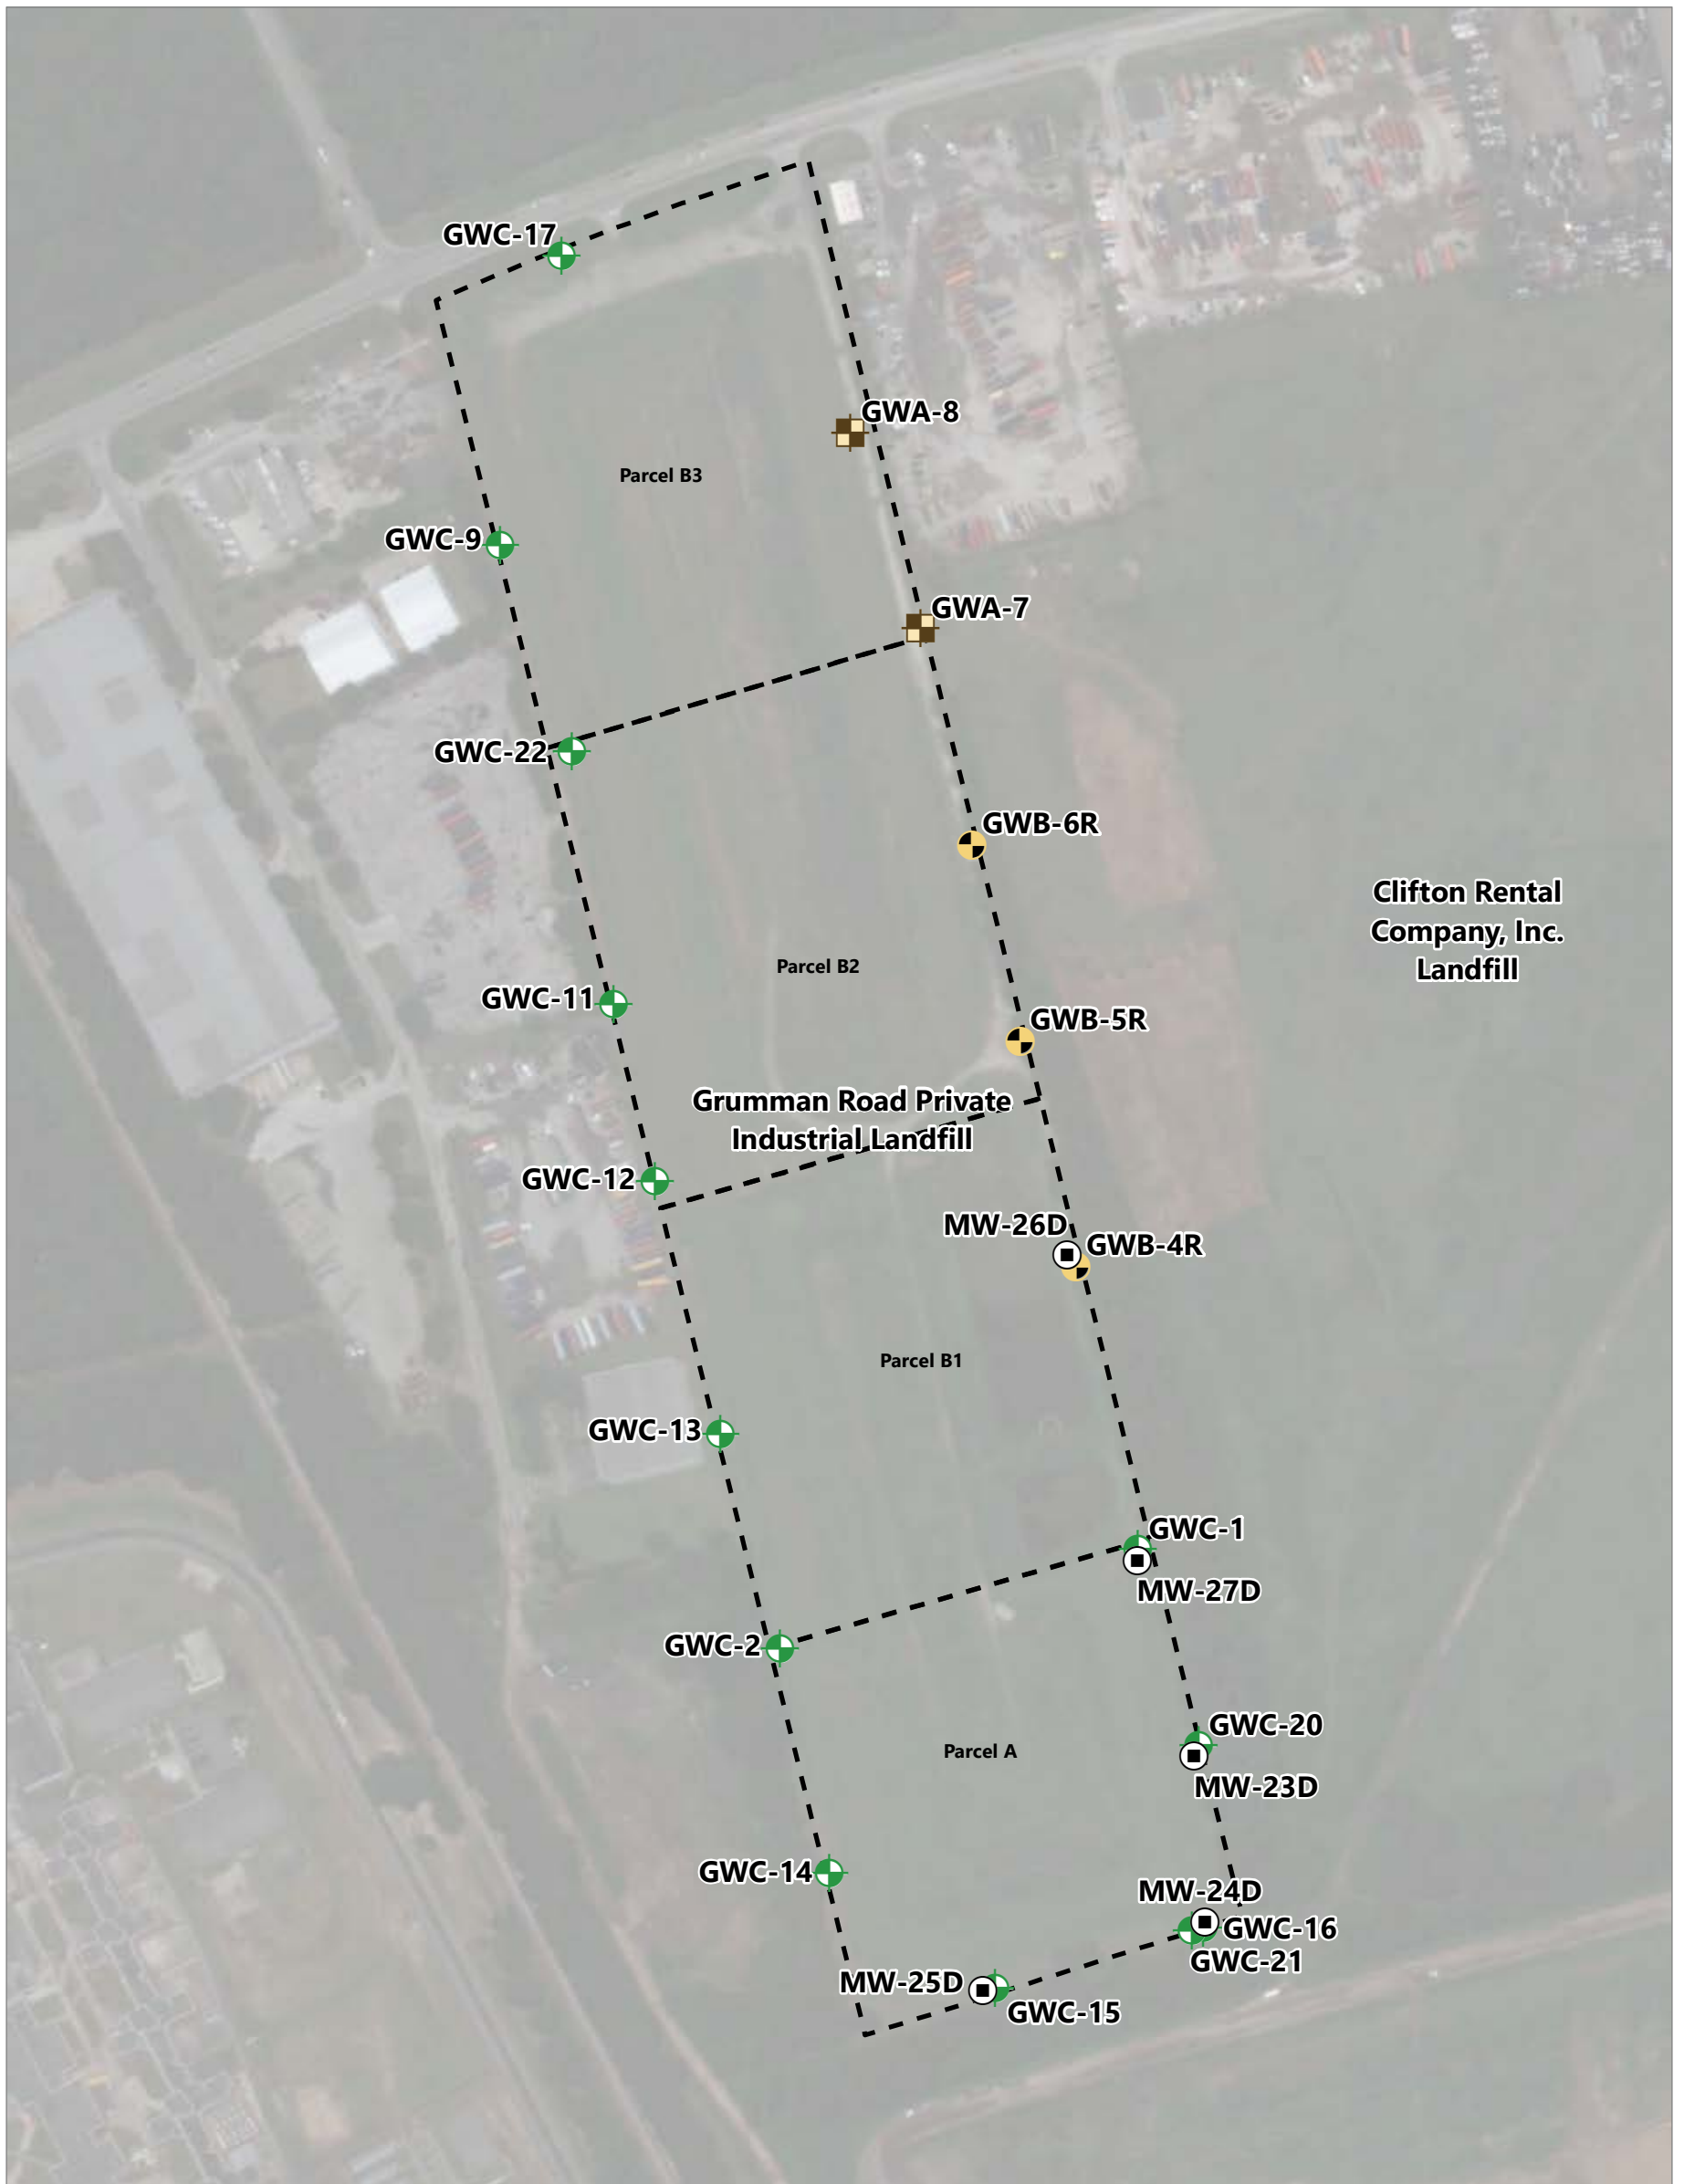 GWC-17
GWA-8
Parcel B3
GWC-9
GWA-7
GWC-22
GWB-6R
Clifton Rental
Company, Inc.
Landfill
Parcel B2
GWC-11
GWB-5R
Grumman Road Private
Industrial Landfill
GWC-12
MW-26D
GWB-4R
Parcel B1
GWC-13
GWC-1
MW-27D
GWC-2
GWC-20
Parcel A
MW-23D
GWC-14
MW-24D
GWC-16
GWC-21
MW-25D
GWC-15